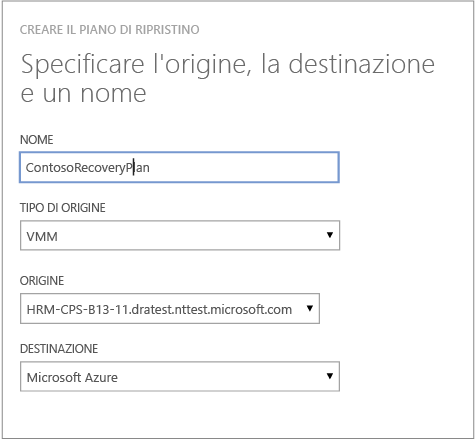 CREARE IL PIANO DI RIPRISTINO
Specificare l'origine, la destinazione
e un nome
NOME
ContosoRecoveryPlan
TIPO DI ORIGINE
VMM
ORIGINE
HRM-CPS-B13-11.dratest.nttest.microsoft.com
DESTINAZIONE
Microsoft Azure